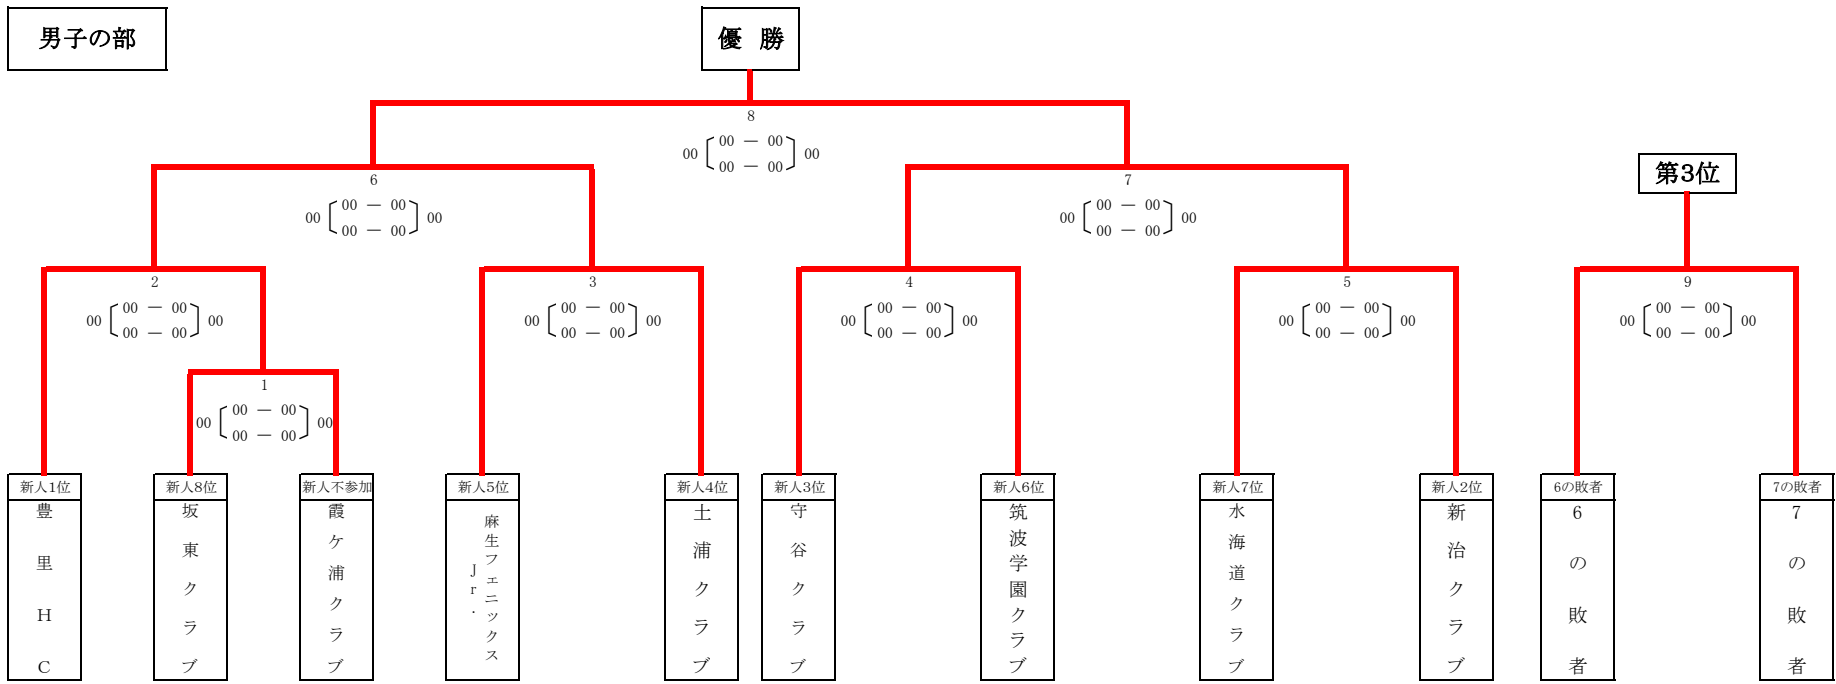 男子の部
優 勝
8
00 〔 00 － 00 〕 00
00 － 00
第3位
6
00 〔 00 － 00 〕 00
00 － 00
7
00 〔 00 － 00 〕 00
00 － 00
2
00 〔 00 － 00 〕 00
00 － 00
3
00 〔 00 － 00 〕 00
00 － 00
4
00 〔 00 － 00 〕 00
00 － 00
5
00 〔 00 － 00 〕 00
00 － 00
9
00 〔 00 － 00 〕 00
00 － 00
1
00 〔 00 － 00 〕 00
00 － 00
新人1位
豊里HC
新人8位
坂東クラブ
新人不参加
霞ケ浦クラブ
新人5位
麻生フェニックス
Jr.
新人4位
土浦クラブ
新人3位
守谷クラブ
新人6位
筑波学園クラブ
新人7位
水海道クラブ
新人2位
新治クラブ
6の敗者
6の敗者
7の敗者
7の敗者